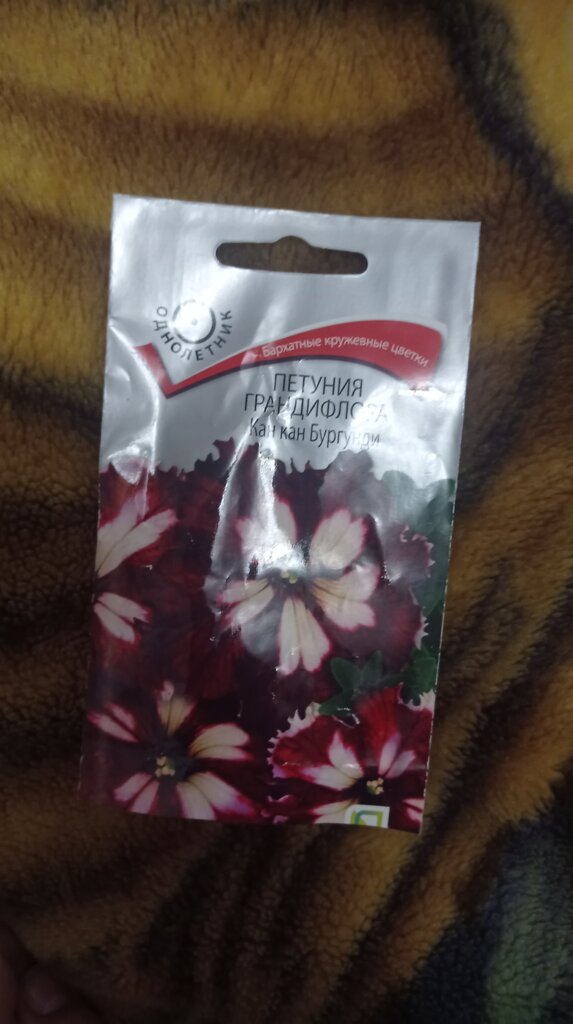 ОДНОЛЕТНИК
Бархатные кружевные цветки
ПЕТУНИЯ
ГРАНДИФЛОРА
Кан кан Бургунди